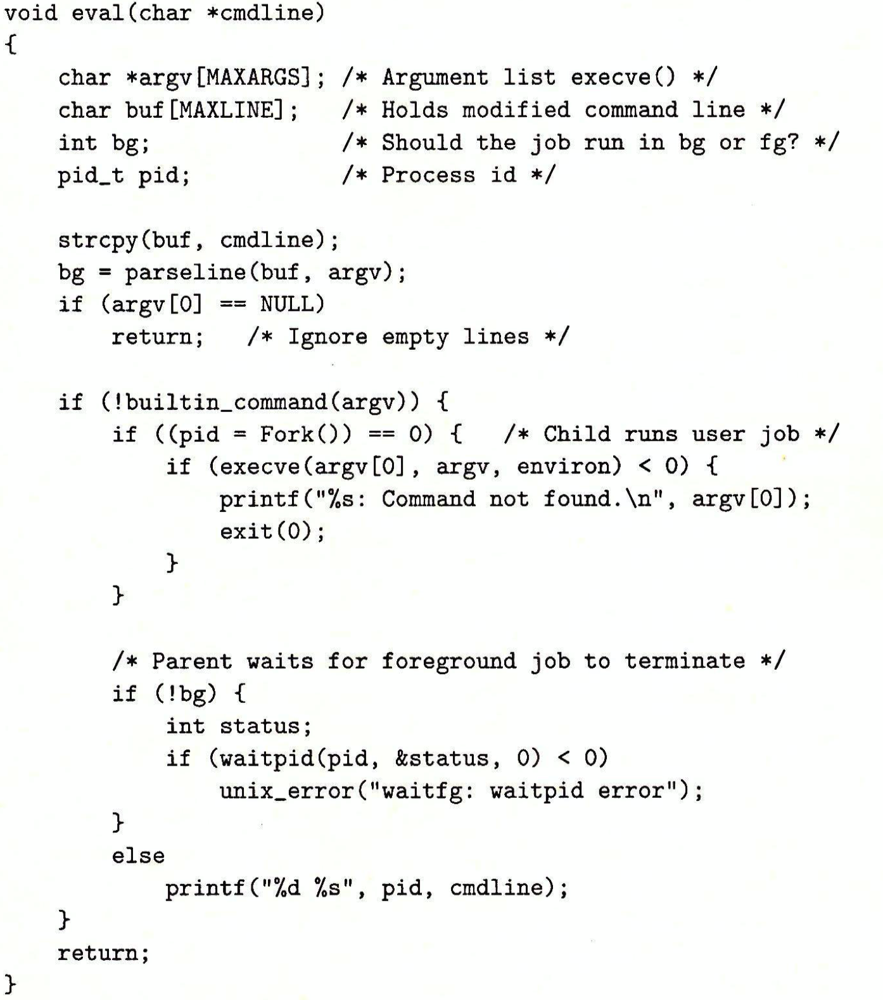 void eval(char *cmdline)
{
    char *argv[MAXARGS]; /* Argument list execve() */
    char buf[MAXLINE];   /* Holds modified command line */
    int bg;              /* Should the job run in bg or fg? */
    pid_t pid;           /* Process id */

    strcpy(buf, cmdline);
    bg = parseline(buf, argv);
    if (argv[0] == NULL)
        return;   /* Ignore empty lines */

    if (!builtin_command(argv)) {
        if ((pid = Fork()) == 0) {   /* Child runs user job */
            if (execve(argv[0], argv, environ) < 0) {
                printf("%s: Command not found.\n", argv[0]);
                exit(0);
            }
        }

        /* Parent waits for foreground job to terminate */
        if (!bg) {
            int status;
            if (waitpid(pid, &status, 0) < 0)
                unix_error("waitfg: waitpid error");
        }
        else
            printf("%d %s", pid, cmdline);
    }
    return;
}